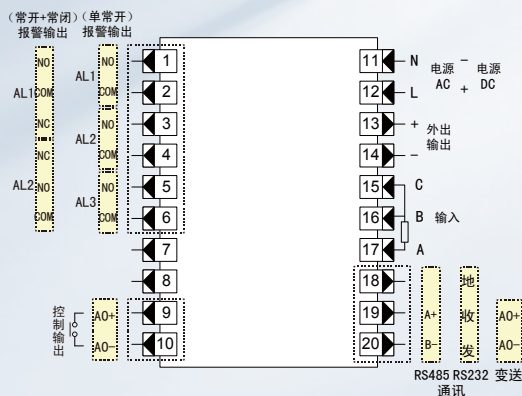 （常开+常闭）（单常开）
报警输出 报警输出
NO
AL1 COM
NC
NC
AL2 NO
COM
NO
AL1
COM
NO
AL2
COM
NO
AL3
COM
控制输出
AO+
AO-
1
2
3
4
5
6
7
8
9
10
11 N
12 L
13 +
14 -
15 C
16 B 输入
17 A
18
19
20
电源 - 电源
AC + DC
外出
输出
A+
B-
地
收
发
AO+
AO-
RS485 RS232 变送
通讯